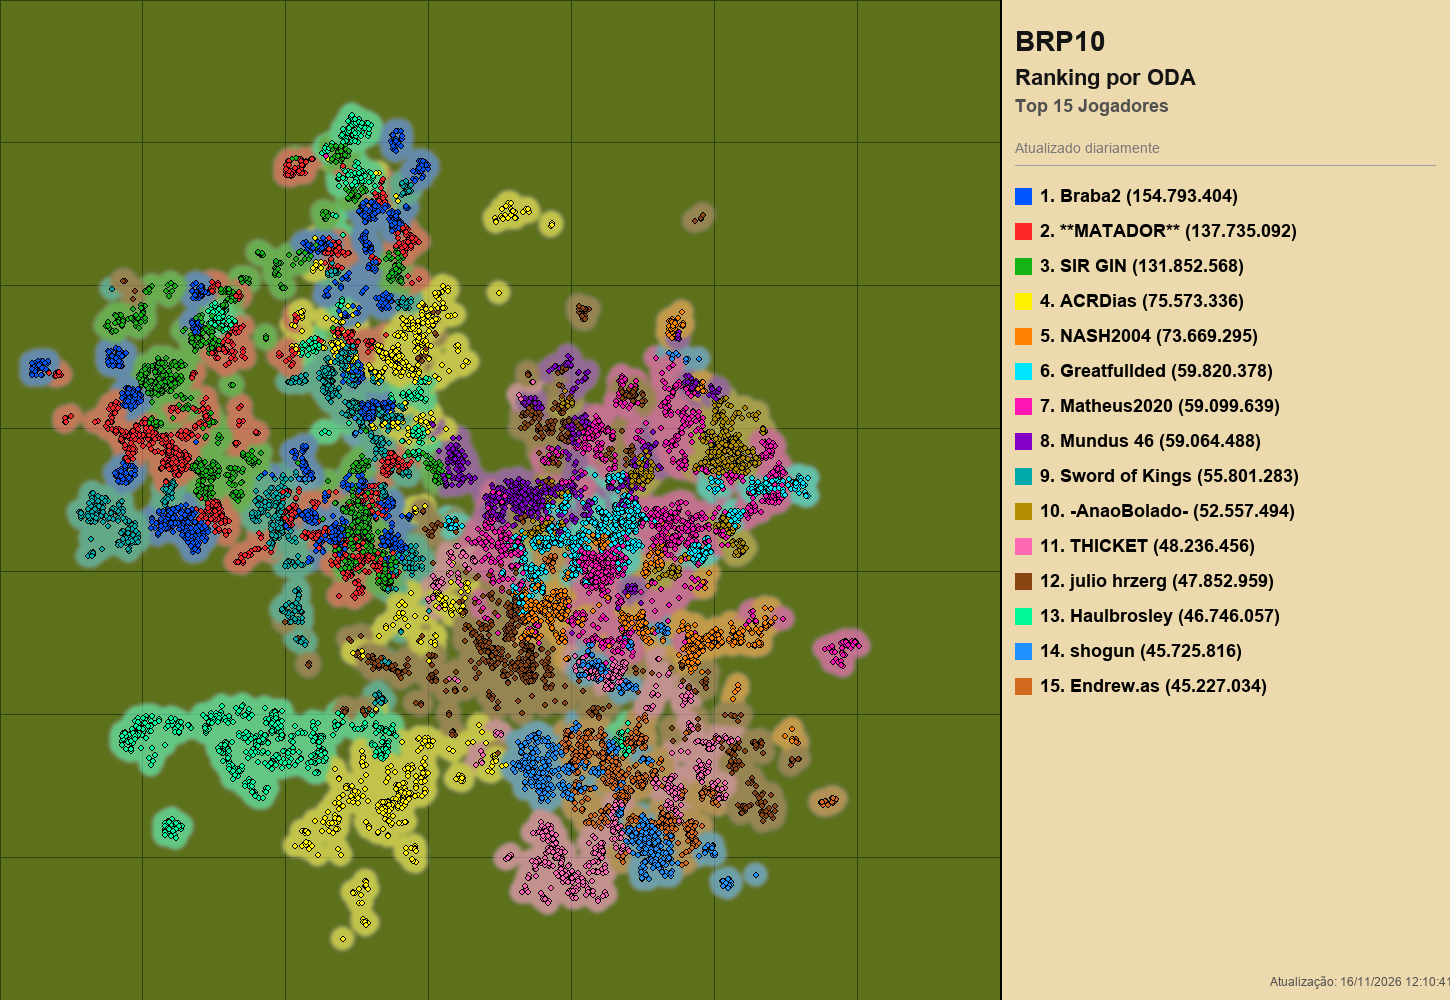 BRP10
Ranking por ODA
Top 15 Jogadores
Atualizado diariamente
1. Braba2 (154.793.404)
2. **MATADOR** (137.735.092)
3. SIR GIN (131.852.568)
4. ACRDias (75.573.336)
5. NASH2004 (73.669.295)
6. Greatfullded (59.820.378)
7. Matheus2020 (59.099.639)
8. Mundus 46 (59.064.488)
9. Sword of Kings (55.801.283)
10. -AnaoBolado- (52.557.494)
11. THICKET (48.236.456)
12. julio hrzerg (47.852.959)
13. Haulbrosley (46.746.057)
14. shogun (45.725.816)
15. Endrew.as (45.227.034)
Atualização: 16/11/2026 12:10:41